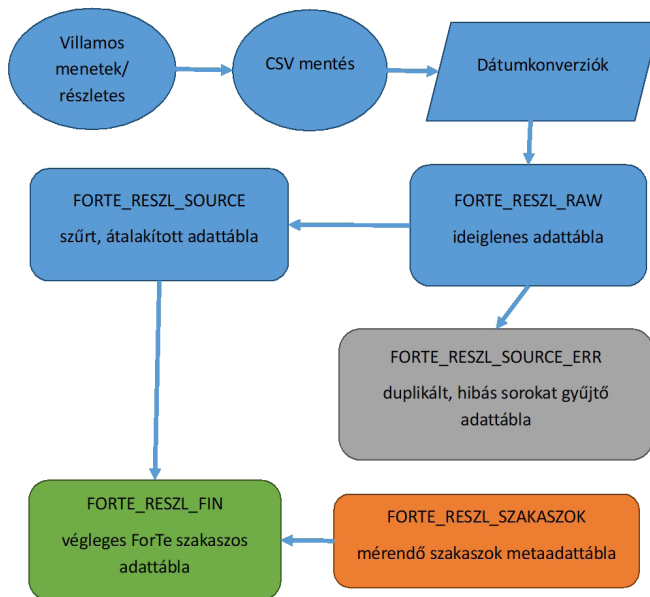 Villamos
menetek/
részletes
CSV mentés
Dátumkonverziók
FORTE_RESZL_SOURCE
szűrt, átalakított adattábla
FORTE_RESZL_RAW
ideiglenes adattábla
FORTE_RESZL_SOURCE_ERR
duplikált, hibás sorokat gyűjtő
adattábla
FORTE_RESZL_FIN
végleges ForTe szakaszos
adattábla
FORTE_RESZL_SZAKASZOK
mérendő szakaszok metaadattábla